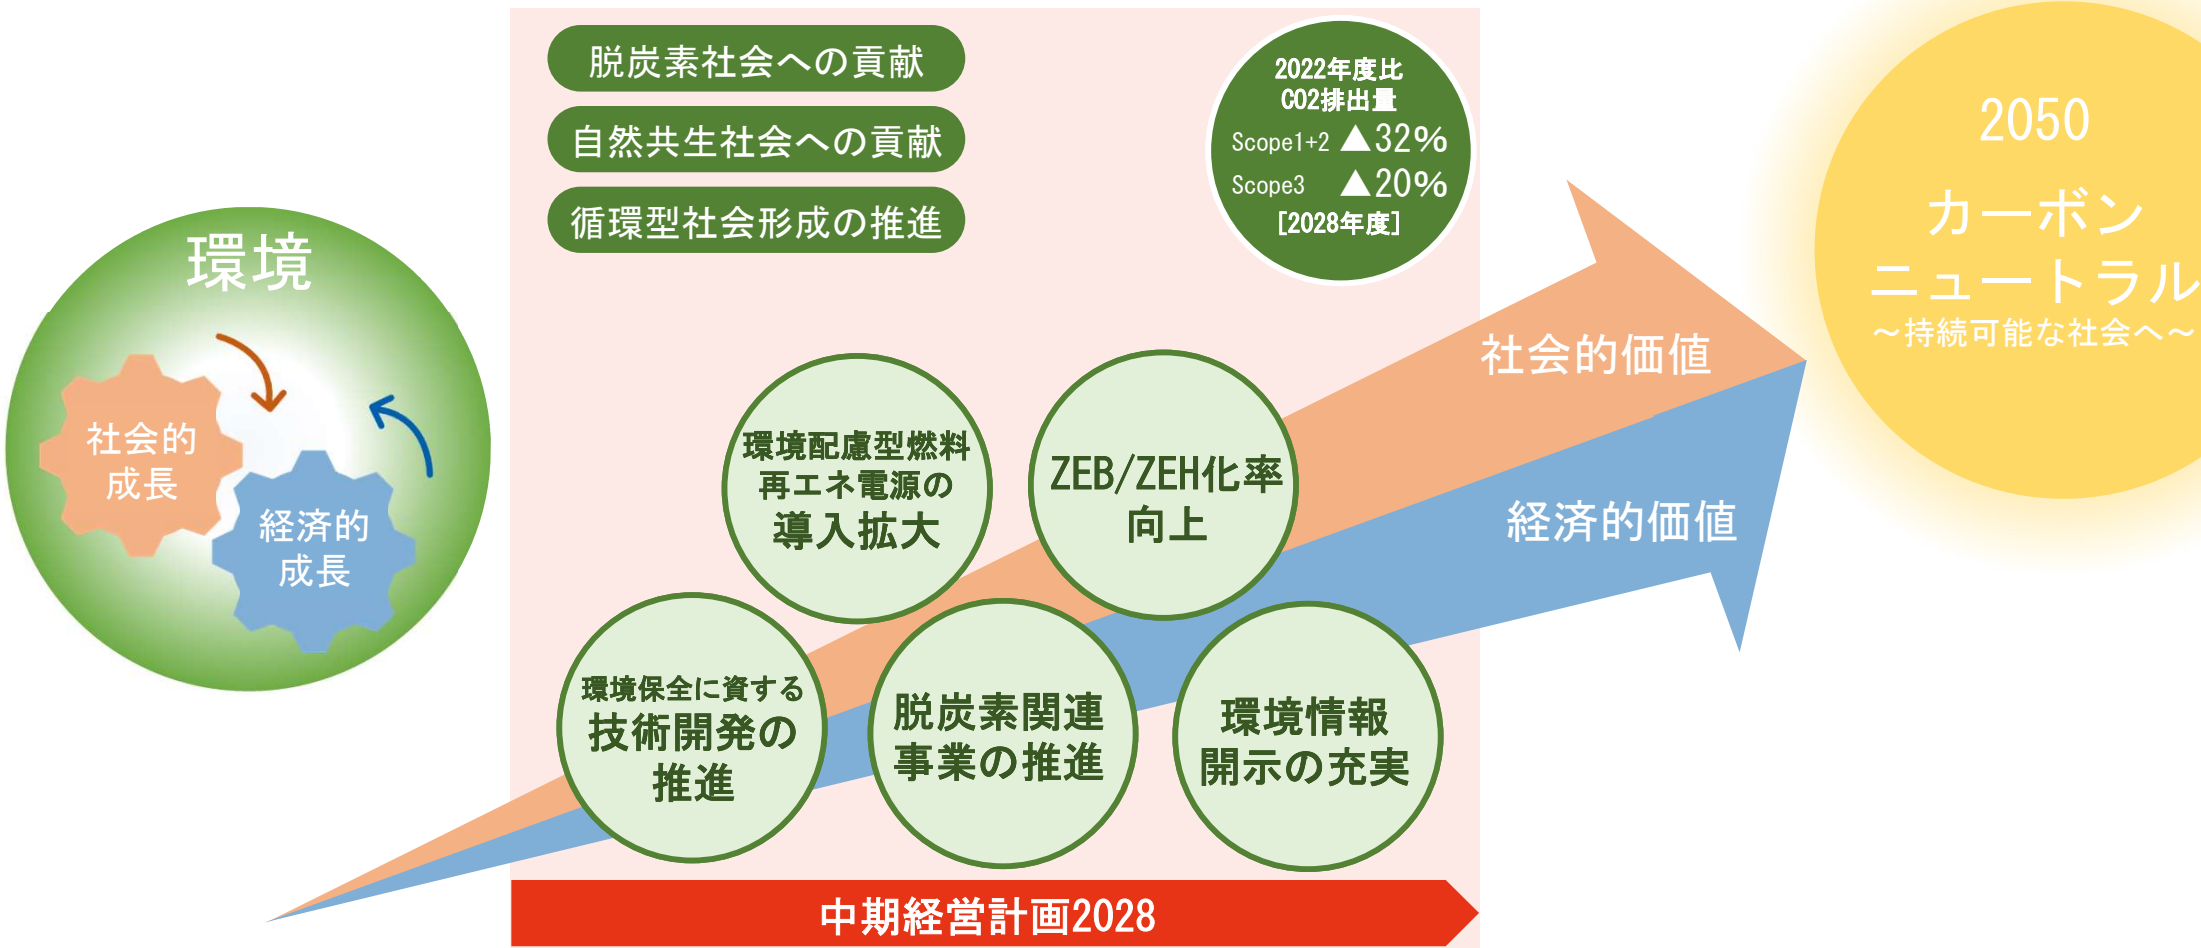 環境
社会的
成長
経済的
成長
脱炭素社会への貢献
自然共生社会への貢献
循環型社会形成の推進
2022年度比
CO2排出量
Scope1+2 ▲32%
Scope3 ▲20%
[2028年度]
環境配慮型燃料
再エネ電源の
導入拡大
ZEB/ZEH化率
向上
環境保全に資する
技術開発の
推進
脱炭素関連
事業の推進
環境情報
開示の充実
社会的価値
経済的価値
2050
カーボン
ニュートラル
~持続可能な社会へ~
中期経営計画2028